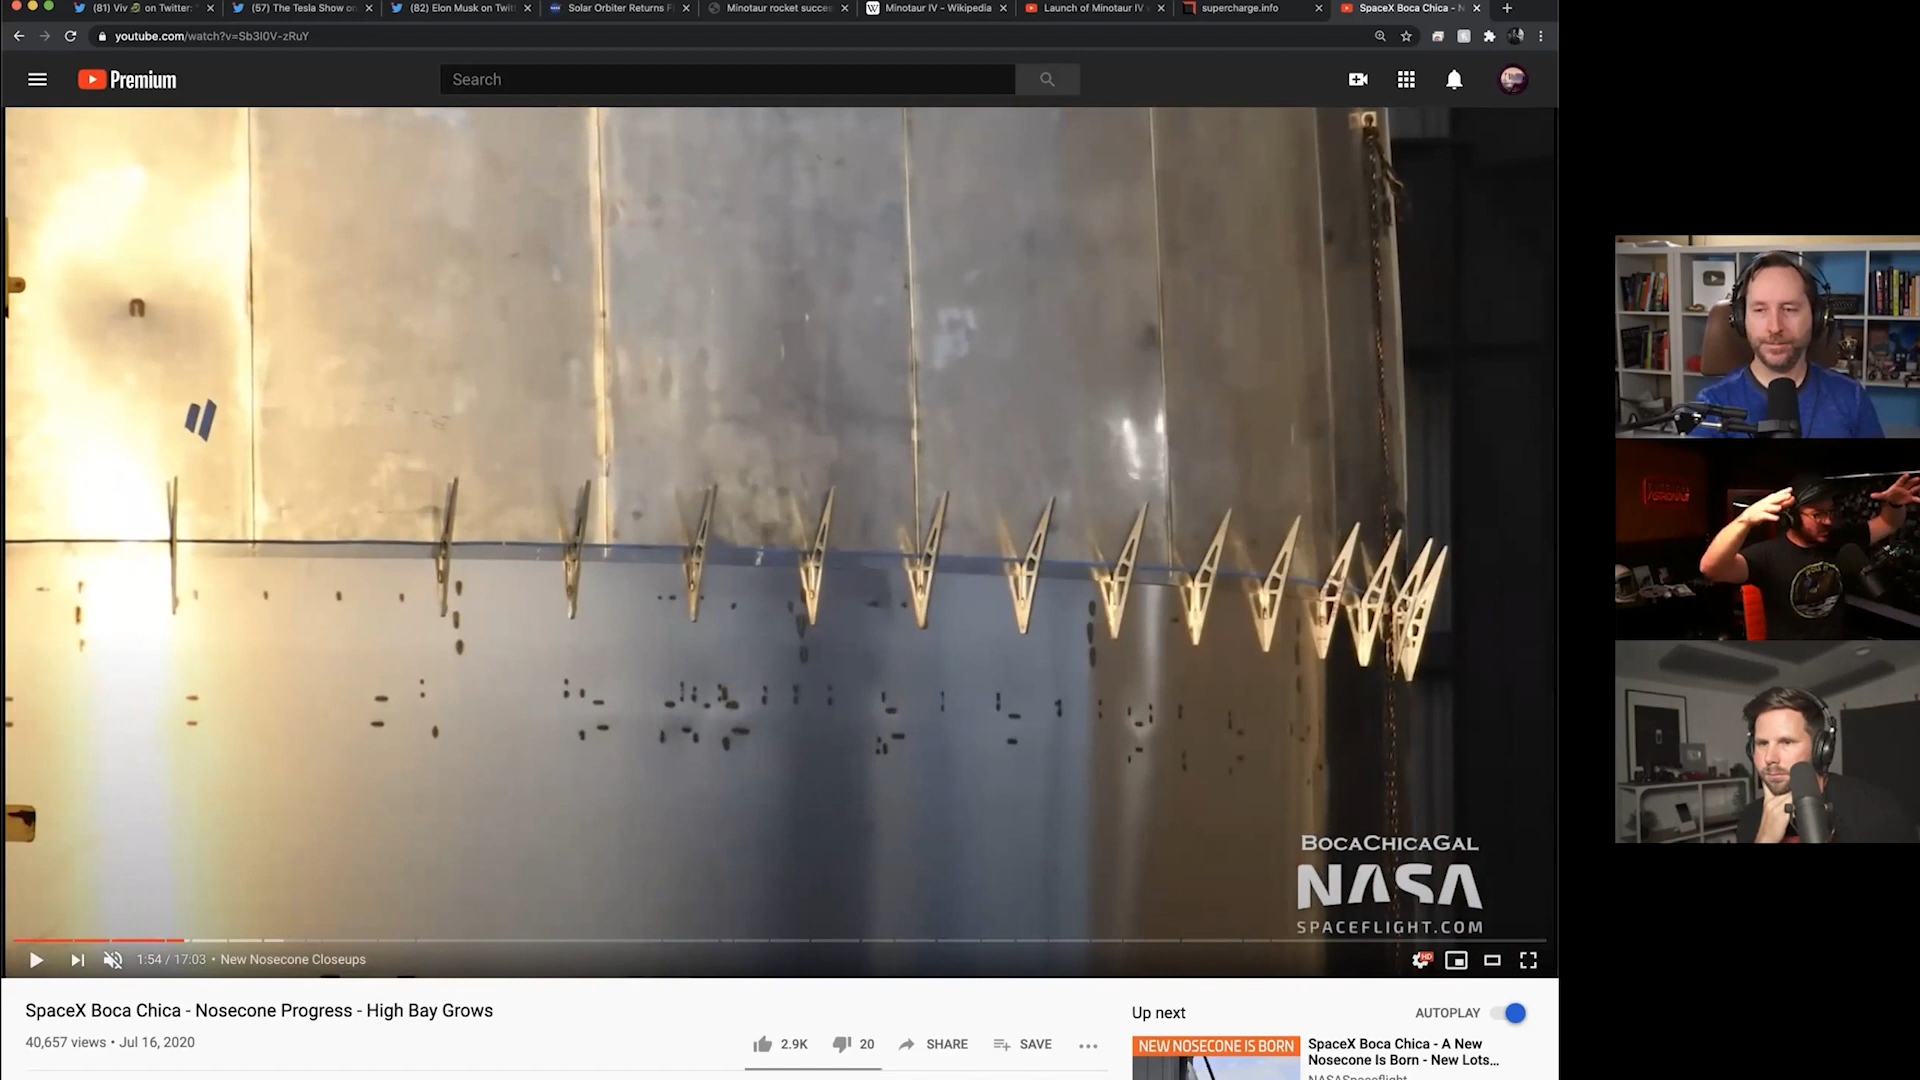 (81) Viv on Twitter: "
(57) The Tesla Show on
(82) Elon Musk on Twit
Solar Orbiter Returns F
Minotaur rocket succes
Minotaur IV - Wikipedia
Launch of Minotaur IV
supercharge.info
SpaceX Boca Chica - N
youtube.com/watch?v=Sb3I0V-zRuY
Premium
Search
BOCACHICAGAL
NASA
SPACEFLIGHT.COM
1:54 / 17:03 • New Nosecone Closeups
HD
SpaceX Boca Chica - Nosecone Progress - High Bay Grows
40,657 views • Jul 16, 2020
2.9K
20
SHARE
SAVE
Up next
AUTOPLAY
NEW NOSECONE IS BORN
SpaceX Boca Chica - A New
Nosecone Is Born - New Lots...
NASASpaceflight